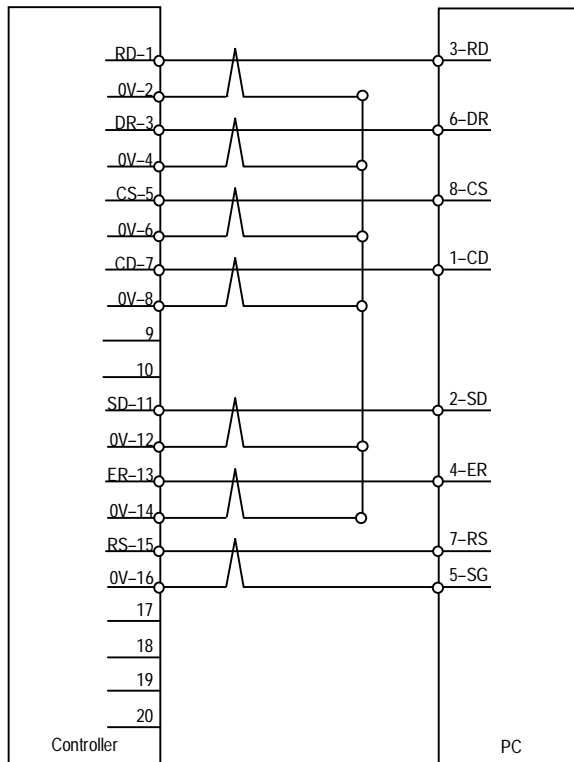 RD–1 3–RD
0V–2
DR–3 6–DR
0V–4
CS–5 8–CS
0V–6
CD–7 1–CD
0V–8
9
10
SD–11 2–SD
0V–12
ER–13 4–ER
0V–14
RS–15 7–RS
0V–16 5–SG
17
18
19
20
Controller PC